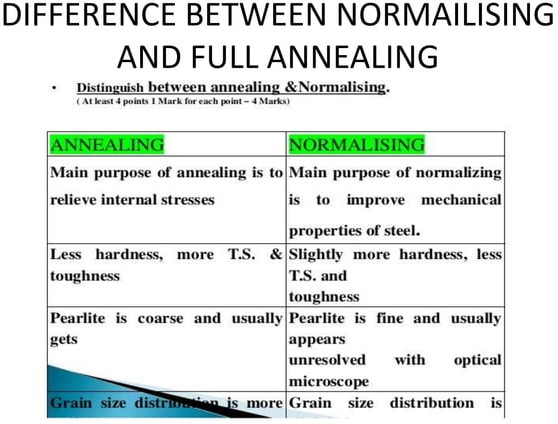 DIFFERENCE BETWEEN NORMAILISING
AND FULL ANNEALING
• Distinguish between annealing &Normalising.
( At least 4 points 1 Mark for each point – 4 Marks)
ANNEALING
Main purpose of annealing is to
relieve internal stresses
NORMALISING
Main purpose of normalizing
is to improve mechanical
properties of steel.
Less hardness, more T.S. &
toughness
Slightly more hardness, less
T.S. and
toughness
Pearlite is coarse and usually
gets
Pearlite is fine and usually
appears
unresolved with optical
microscope
Grain size distribution is more
Grain size distribution is